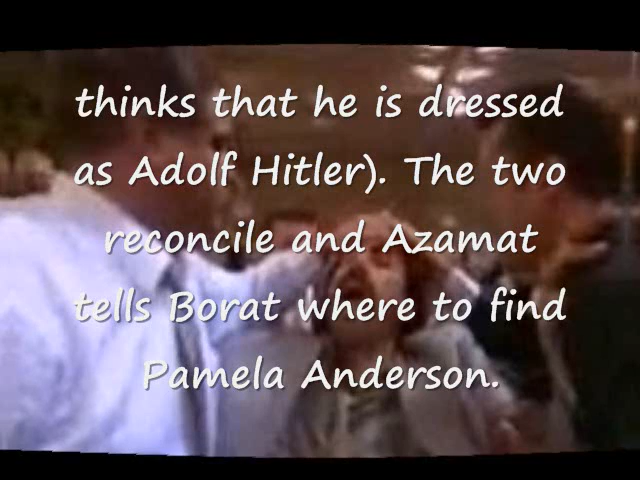 thinks that he is dressed
as Adolf Hitler). The two
reconcile and Azamat
tells Borat where to find
Pamela Anderson.